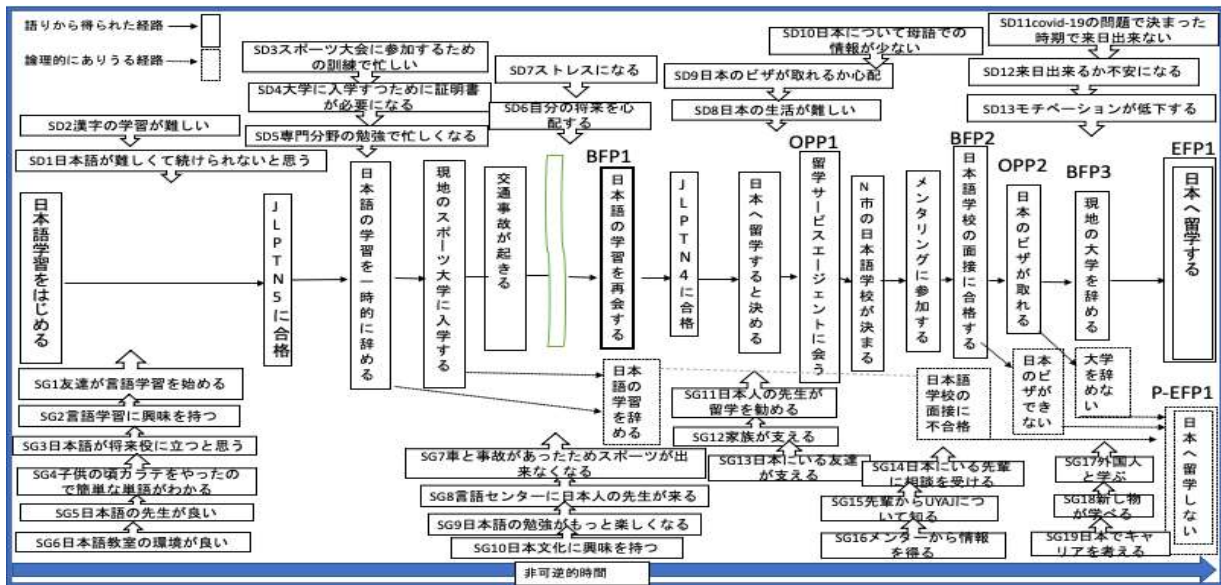 語りから得られた経路
論理的にありうる経路
SD2漢字の学習が難しい
SD1日本語が難しくて続けられないと思う
SD3スポーツ大会に参加するため
の訓練で忙しい
SD4大学に入学すつために証明書
が必要になる
SD5専門分野の勉強で忙しくなる
SD7ストレスになる
SD6自分の将来を心
配する
SD10日本について母語での
情報が少ない
SD9日本のビザが取れるか心配
SD8日本の生活が難しい
SD11covid-19の問題で決まった
時期で来日出来ない
SD12来日出来るか不安になる
SD13モチベーションが低下する
BFP1
OPP1
BFP2
OPP2
BFP3
EFP1
日本語学習をはじめる
JLPTN5に合格
日本語の学習を一時的に辞める
現地のスポーツ大学に入学する
交通事故が起きる
日本語の学習を再会する
JLPTN4に合格
日本へ留学すると決める
留学サービスエージェントに会う
N市の日本語学校が決まる
メンタリングに参加する
日本語学校の面接に合格する
日本のビザが取れる
現地の大学を辞める
日本へ留学する
日本語の学習を辞める
日本語
学校の
面接に
不合格
日本のビザができない
大学を辞めない
P-EFP1
日本へ留学しない
SG1友達が言語学習を始める
SG2言語学習に興味を持つ
SG3日本語が将来役に立つと思う
SG4子供の頃カラテをやったの
で簡単な単語がわかる
SG5日本語の先生が良い
SG6日本語教室の環境が良い
SG7車と事故があったためスポーツが出
来なくなる
SG8言語センターに日本人の先生が来る
SG9日本語の勉強がもっと楽しくなる
SG10日本文化に興味を持つ
SG11日本人の先生が
留学を勧める
SG12家族が支える
SG13日本にいる友達
が支える
SG14日本にいる先輩
に相談を受ける
SG15先輩からUYAJにつ
いて知る
SG16メンターから情報
を得る
SG17外国人
と学ぶ
SG18新し物
が学べる
SG19日本でキャ
リアを考える
非可逆的時間